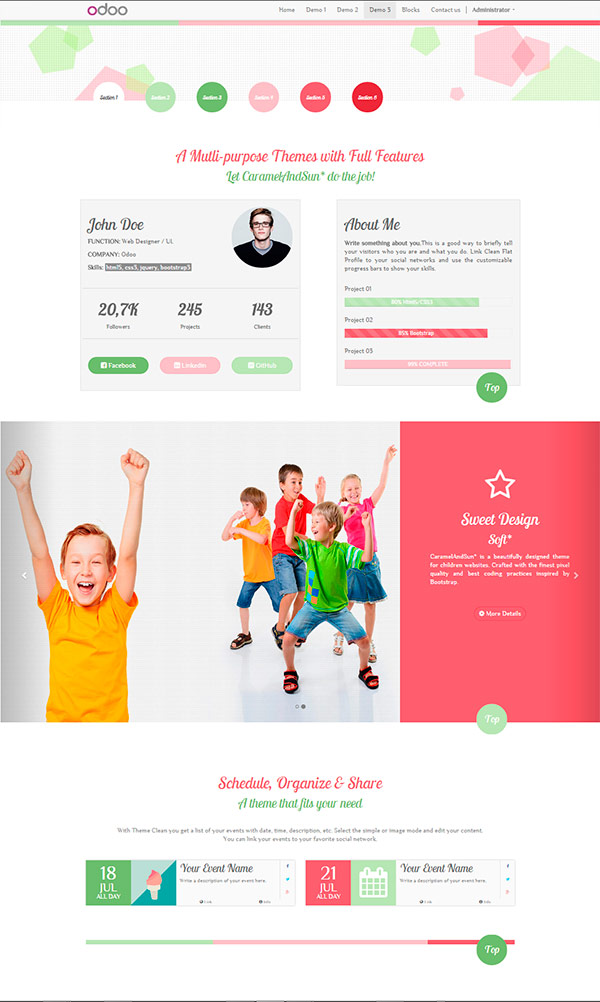 odoo
Home Demo 1 Demo 2 Demo 3 Blocks Contact us Administrator
Section 1 Section 2 Section 3 Section 4 Section 5 Section 6
A Mutli-purpose Themes with Full Features
Let CaramelAndSun* do the job!
John Doe
FUNCTION: Web Designer / UI.
COMPANY: Odoo
Skills: html5, css3, jquery, bootstrap3
20,7K 245 143
Followers Projects Clients
Facebook Linkedin GitHub
About Me
Write something about you.This is a good way to briefly tell
your visitors who you are and what you do. Link Clean Flat
Profile to your social networks and use the customizable
progress bars to show your skills.
Project 01
80% Html5/CSS3
Project 02
85% Bootstrap
Project 03
COMPLETE
Top
Sweet Design
Soft*
CaramelAndSun* is a beautifully designed theme
for children websites. Crafted with the finest pixel
quality and best coding practices inspired by
Bootstrap.
More Details
Top
Schedule, Organize & Share
A theme that fits your need
With Theme Clean you get a list of your events with date, time, description, etc. Select the simple or image mode and edit your content.
You can link your events to your favorite social network.
18
JUL
ALL DAY
Your Event Name
Write a description of your event here.
Link Info
21
JUL
ALL DAY
Your Event Name
Write a description of your event here.
Link Info
Top